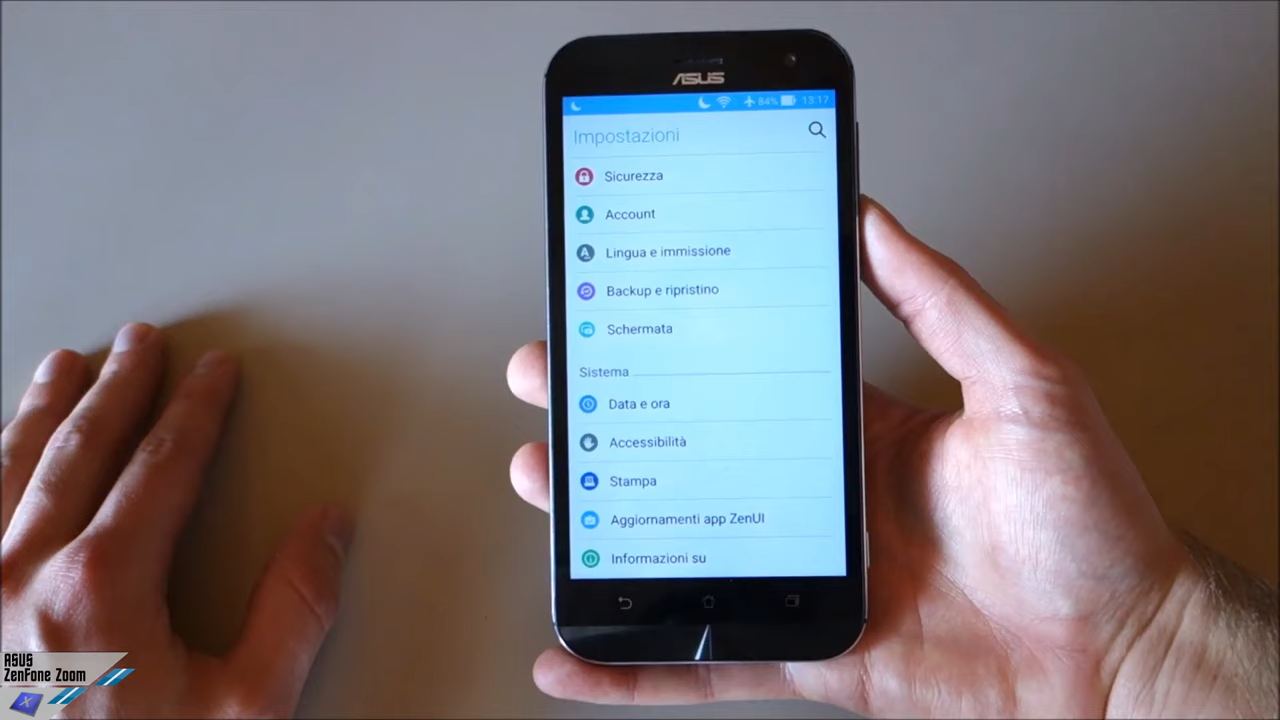 ASUS
84% 13:17
Impostazioni
Sicurezza
Account
Lingua e immissione
Backup e ripristino
Schermata
Sistema
Data e ora
Accessibilità
Stampa
Aggiornamenti app ZenUI
Informazioni su
ASUS
ZenFone Zoom
X